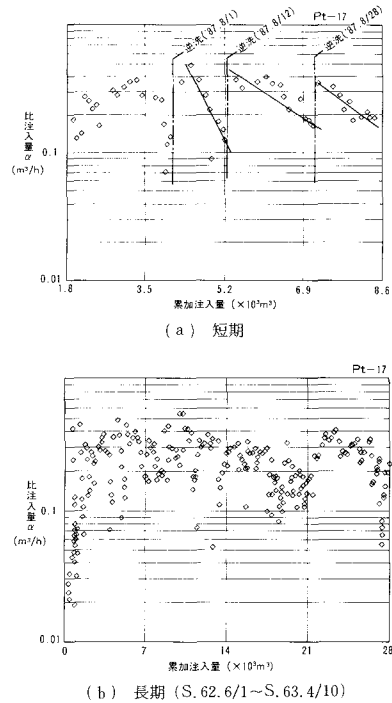 Pt-17
逆洗('87.8/1)
逆洗('87.8/12)
逆洗('87.8/28)
比注入量α
(m³/h)
0.1
0.01
1.8 3.5 5.2 6.9 8.6
累加注入量 (×10³m³)
(a) 短期
Pt-17
比注入量α
(m³/h)
0.1
0.01
0 7 14 21 28
累加注入量 (×10³m³)
(b) 長期 (S.62.6/1~S.63.4/10)